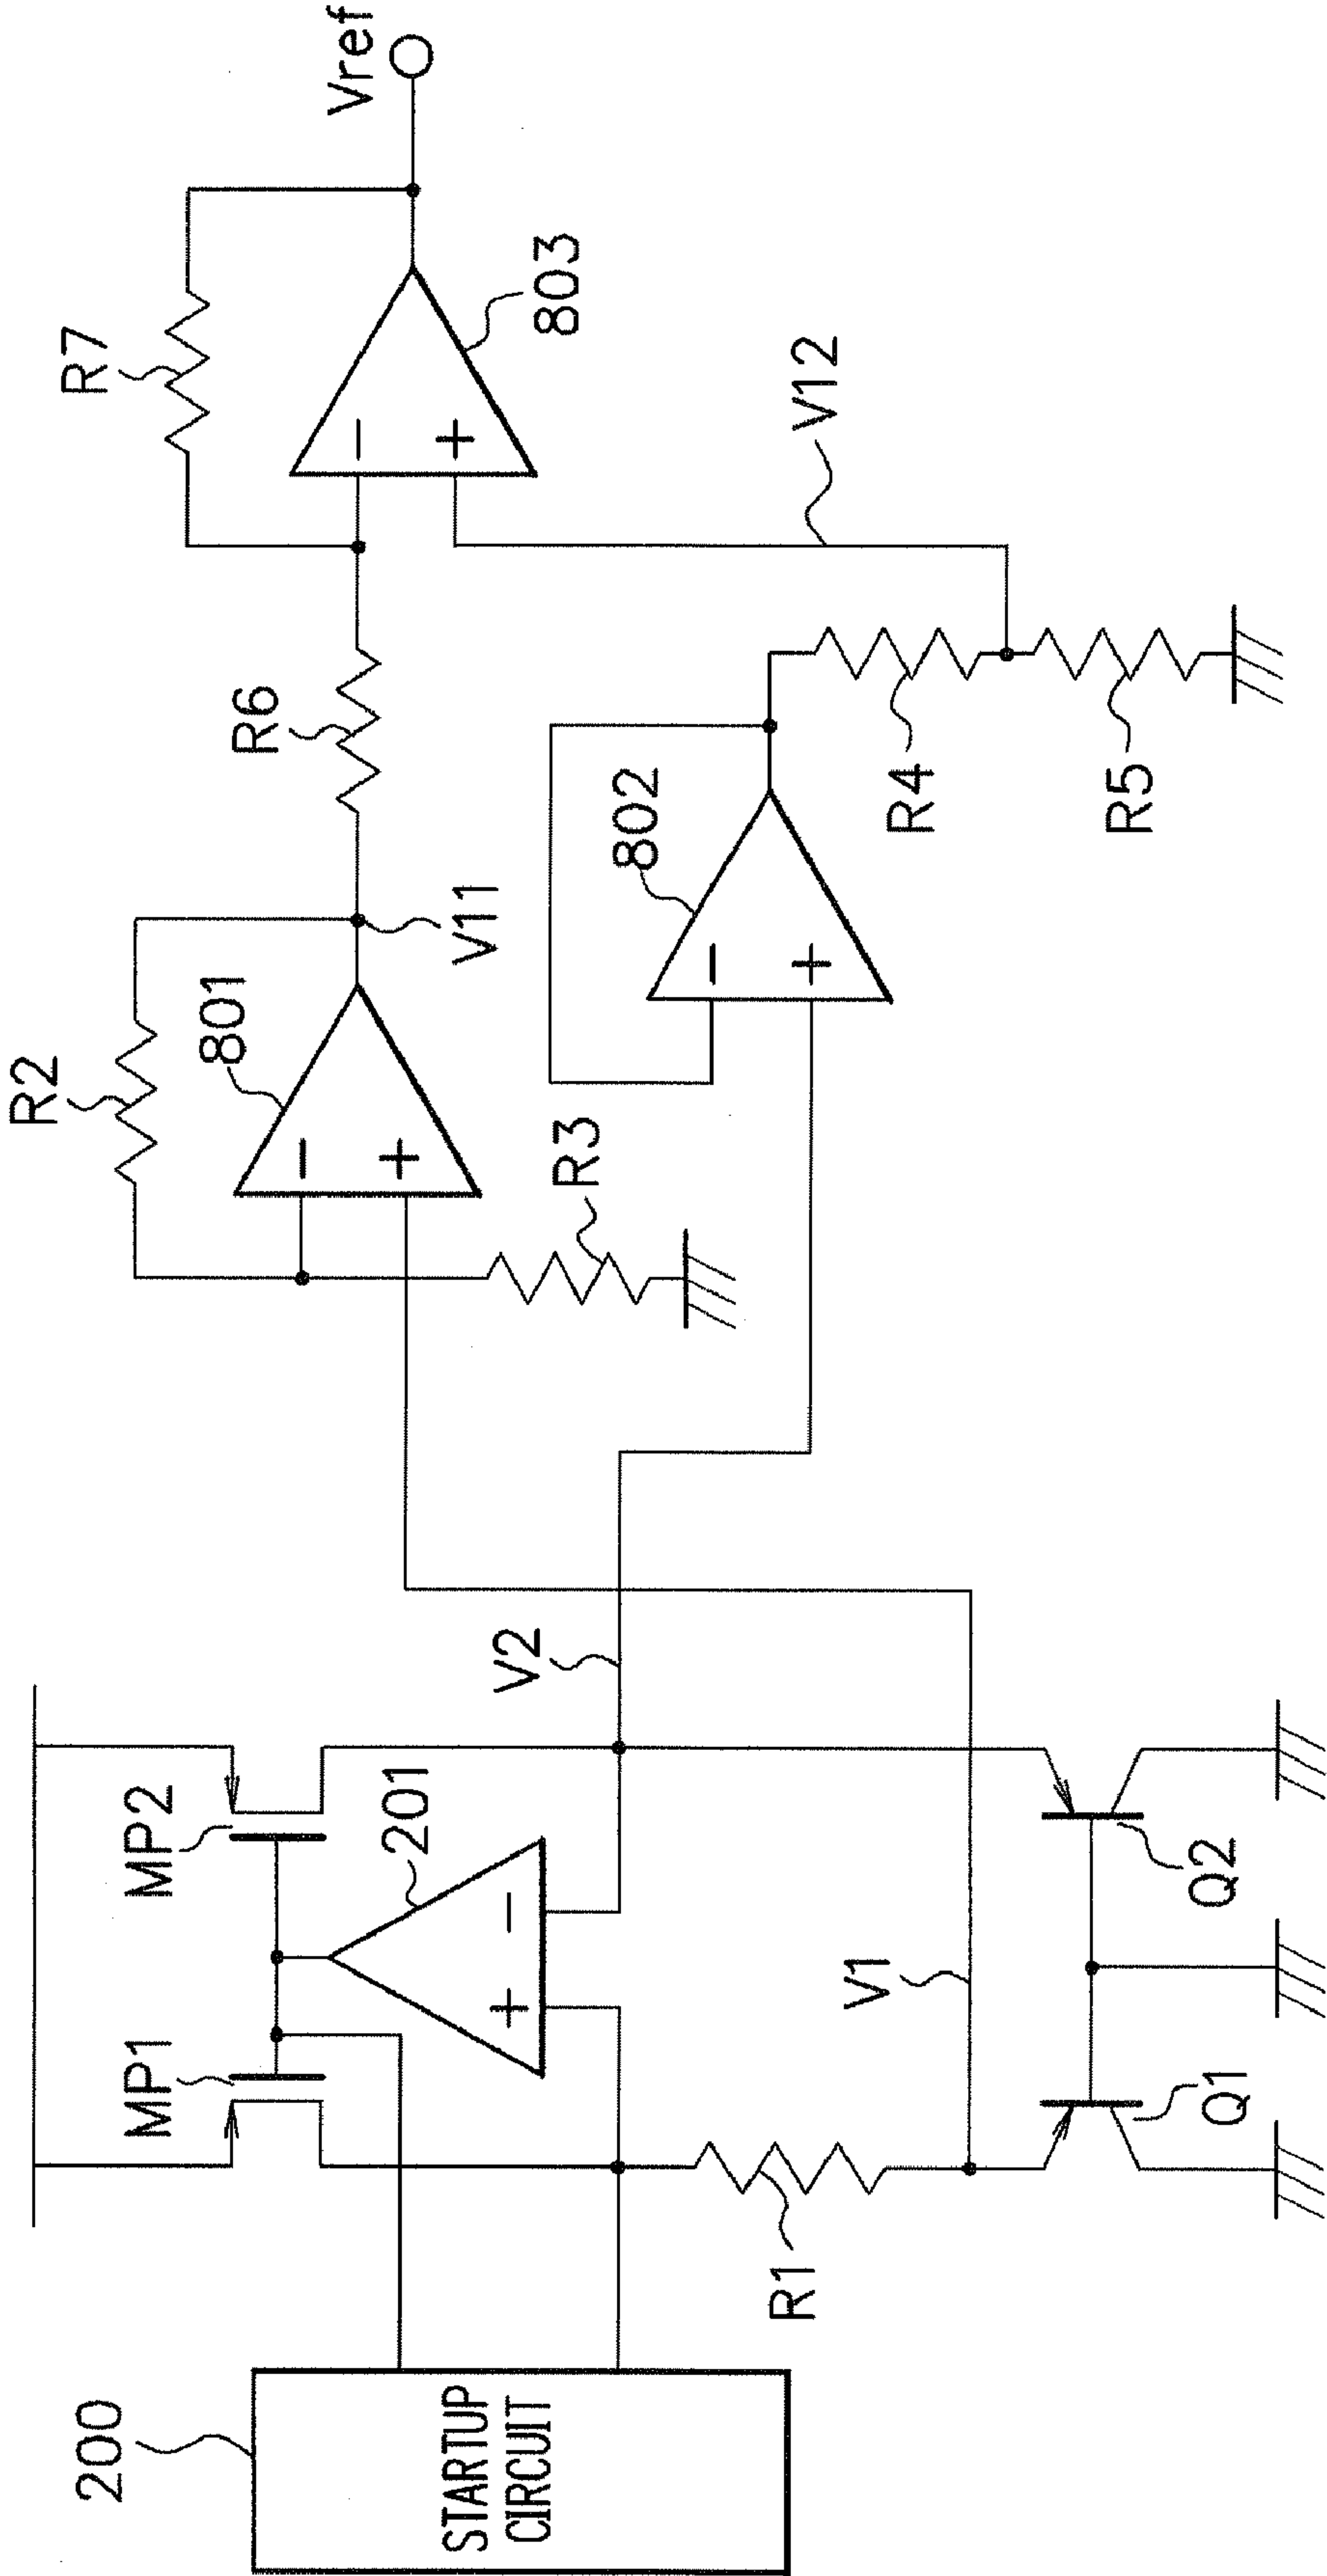 200
STARTUP
CIRCUIT
MP1
MP2
201
+
−
R1
V1
V2
Q1
Q2
R2
801
−
+
R3
V11
R6
802
−
+
R4
R5
R7
803
−
+
V12
Vref